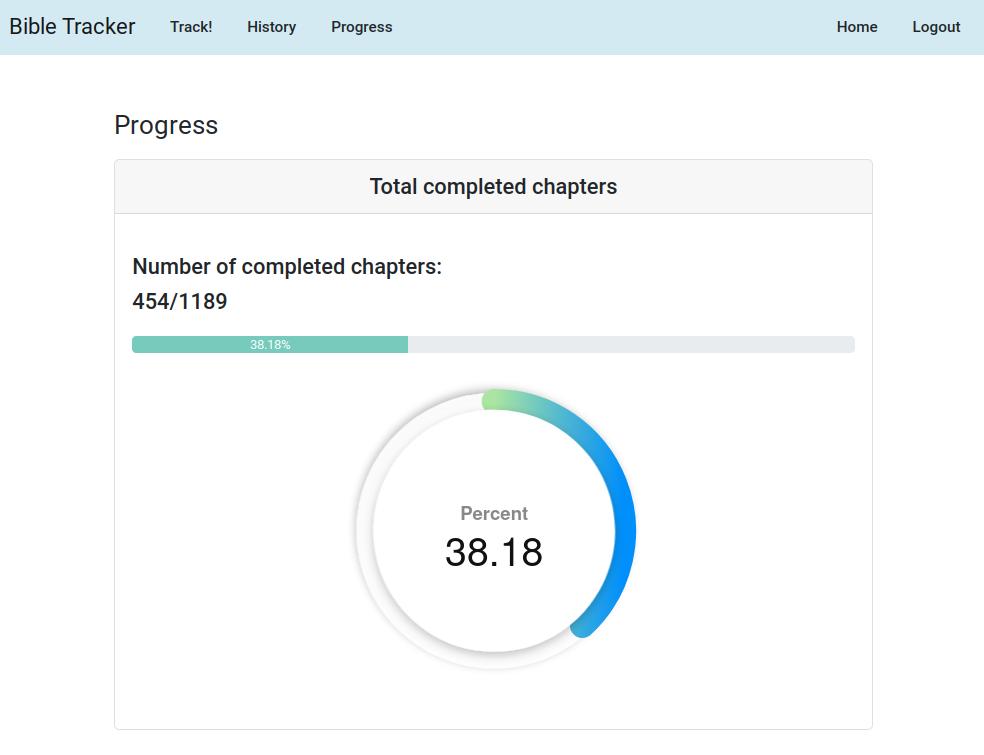 Bible Tracker Track! History Progress Home Logout
Progress
Total completed chapters
Number of completed chapters:
454/1189
38.18%
Percent
38.18